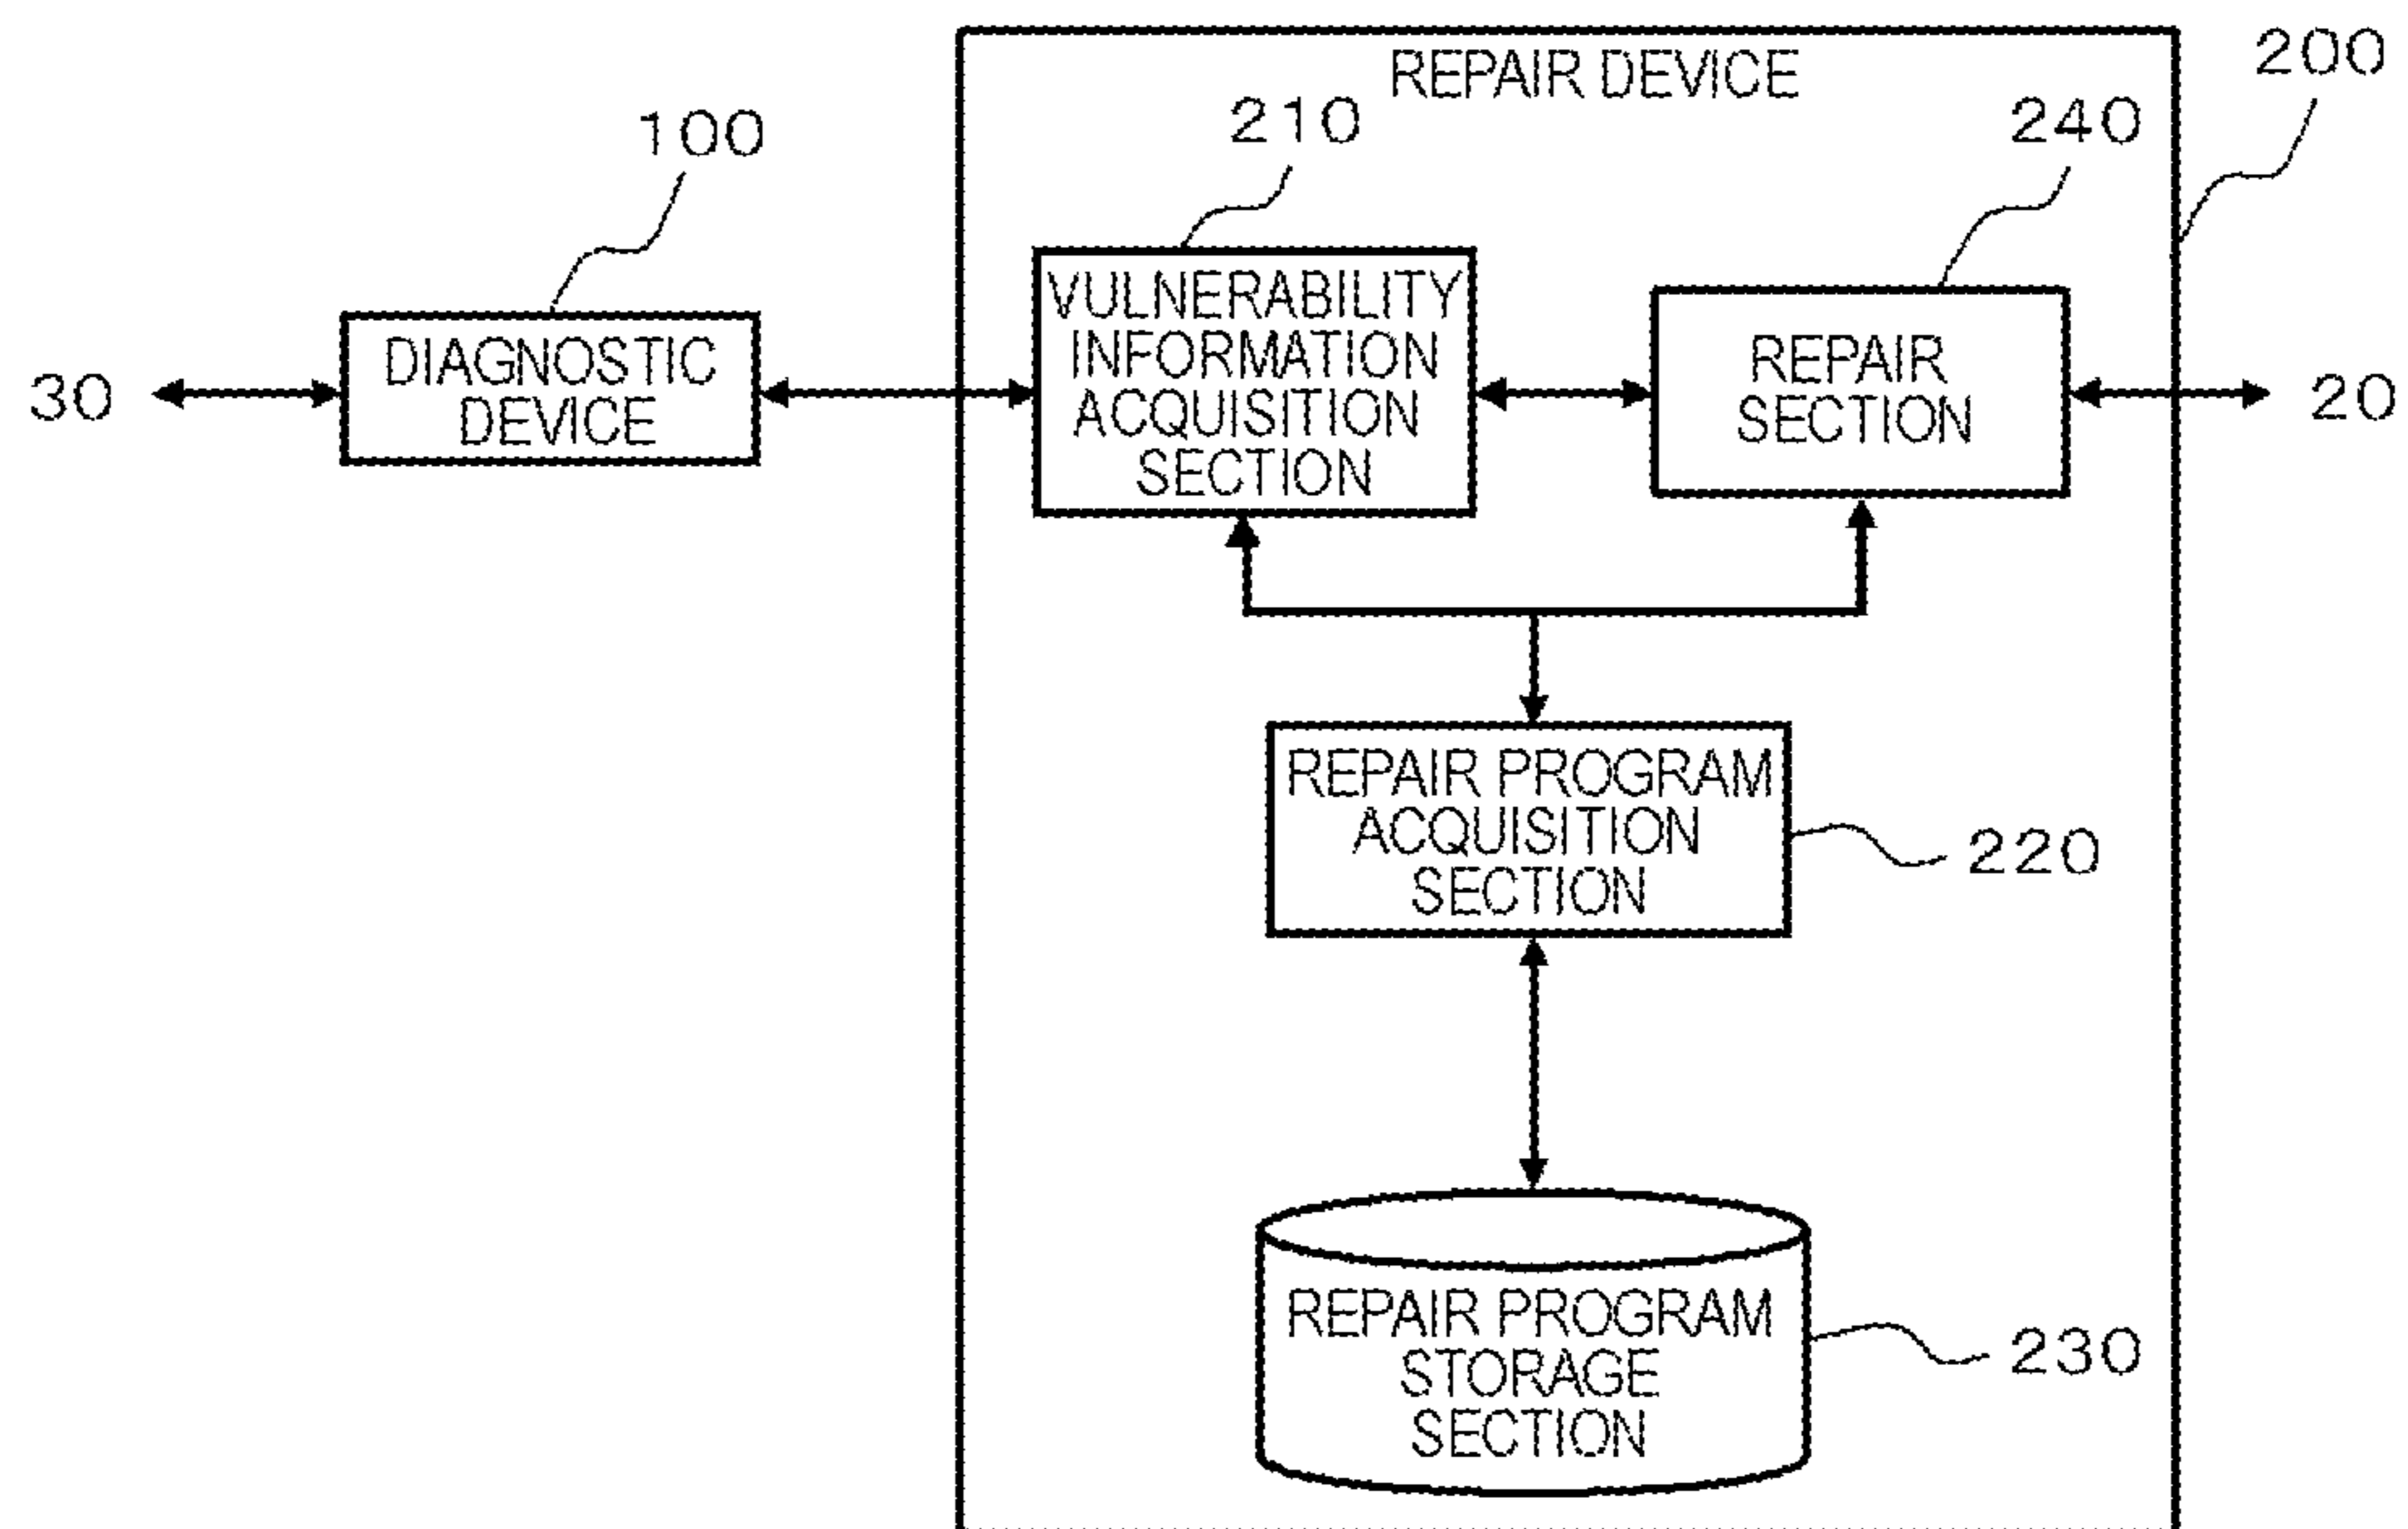 REPAIR DEVICE
200
100
210
240
30
DIAGNOSTIC
DEVICE
VULNERABILITY
INFORMATION
ACQUISITION
SECTION
REPAIR
SECTION
20
REPAIR PROGRAM
ACQUISITION
SECTION
220
REPAIR PROGRAM
STORAGE
SECTION
230